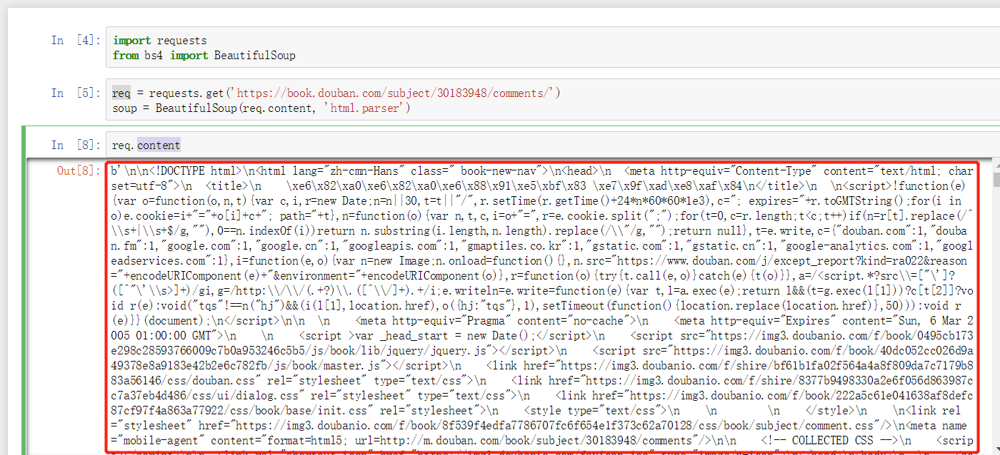 In [4]: import requests
from bs4 import BeautifulSoup
In [5]: req = requests.get('https://book.douban.com/subject/30183948/comments/')
soup = BeautifulSoup(req.content, 'html.parser')
In [8]: req.content
Out[8]: b'\n\n<!DOCTYPE html>\n<html lang="zh-cmn-Hans" class=" book-new-nav">\n<head>\n  <meta http-equiv="Content-Type" content="text/html; char
set=utf-8">\n  <title>\n    \xe6\x82\xa0\xe6\x82\xa0\xe6\x88\x91\xe5\xbf\x83 \xe7\x9f\xad\xe8\xaf\x84\n</title>\n  \n<script>!function(e)
{var o=function(o,n,t){var c,i,r=new Date;n=n||30,t=t||"/",r.setTime(r.getTime()+24*n*60*60*1e3),c="; expires="+r.toGMTString();for(i in
o)e.cookie=i+"="+o[i]+c+"; path="+t},n=function(o){var n,t,c,i=o+"=",r=e.cookie.split(";");for(t=0,c=r.length;t<c;t++)if(n=r[t].replace(/^
\\s+|\\s+$/g,""),0==n.indexOf(i))return n.substring(i.length,n.length).replace(/\\"/g,"");return null},t=e.write,c={"douban.com":1,"douba
n.fm":1,"google.com":1,"google.cn":1,"googleapis.com":1,"gmaptiles.co.kr":1,"gstatic.com":1,"gstatic.cn":1,"google-analytics.com":1,"googl
eadservices.com":1},i=function(e,o){var n=new Image;n.onload=function(){},n.src="https://www.douban.com/j/except_report?kind=ra022&reason
="+encodeURIComponent(e)+"&environment="+encodeURIComponent(o)},r=function(o){try{t.call(e,o)}catch(e){t(o)}},a=/<script.*?src\\=["\']?
([^"\'\\s>]+)/gi,g=/http:\\/\\/(.+?)\\.([^\\/]+).+/i;e.writeln=e.write=function(e){var t,l=a.exec(e);return l&&(t=g.exec(l[1]))?c[t[2]]?vo
id r(e):void("tqs"!==n("hj")&&(i(l[1],location.href),o({hj:"tqs"},1),setTimeout(function(){location.replace(location.href)},50))):void r
(e)}}(document);\n</script>\n\n  \n    <meta http-equiv="Pragma" content="no-cache">\n    <meta http-equiv="Expires" content="Sun, 6 Mar 2
005 01:00:00 GMT">\n    \n    <script >var _head_start = new Date();</script>\n    <script src="https://img3.doubanio.com/f/book/0495cb173
e298c28593766009c7b0a953246c5b5/js/book/lib/jquery/jquery.js"></script>\n    <script src="https://img3.doubanio.com/f/book/40dc052cc026d9a
49378e8a9183e42b2e6c782fb/js/book/master.js"></script>\n    <link href="https://img3.doubanio.com/f/shire/bf61b1fa02f564a4a8f809da7c7179b8
83a56146/css/douban.css" rel="stylesheet" type="text/css">\n    <link href="https://img3.doubanio.com/f/shire/8377b9498330a2e6f056d863987c
c7a37eb4d486/css/ui/dialog.css" rel="stylesheet" type="text/css">\n    <link href="https://img3.doubanio.com/f/book/222a5c61e041638af8defc
87cf97f4a863a77922/css/book/base/init.css" rel="stylesheet">\n    <style type="text/css">\n    \n        \n    </style>\n    \n<link rel
="stylesheet" href="https://img3.doubanio.com/f/book/8f539f4edfa7786707fc6f654e1f373c62a70128/css/book/subject/comment.css"/>\n<meta name
="mobile-agent" content="format=html5; url=http://m.douban.com/book/subject/30183948/comments"/>\n\n    <!-- COLLECTED CSS -->\n    <scrip